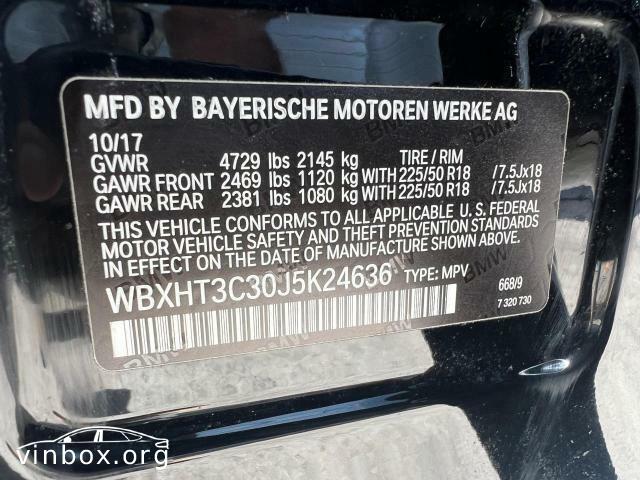 MFD BY BAYERISCHE MOTOREN WERKE AG
10/17
GVWR 4729 lbs 2145 kg TIRE / RIM
GAWR FRONT 2469 lbs 1120 kg WITH 225/50 R18 /7.5Jx18
GAWR REAR 2381 lbs 1080 kg WITH 225/50 R18 /7.5Jx18
THIS VEHICLE CONFORMS TO ALL APPLICABLE U. S. FEDERAL
MOTOR VEHICLE SAFETY AND THEFT PREVENTION STANDARDS
IN EFFECT ON THE DATE OF MANUFACTURE SHOWN ABOVE.
WBXHT3C30J5K24636 TYPE: MPV
668/9
7 320 730
vinbox.org